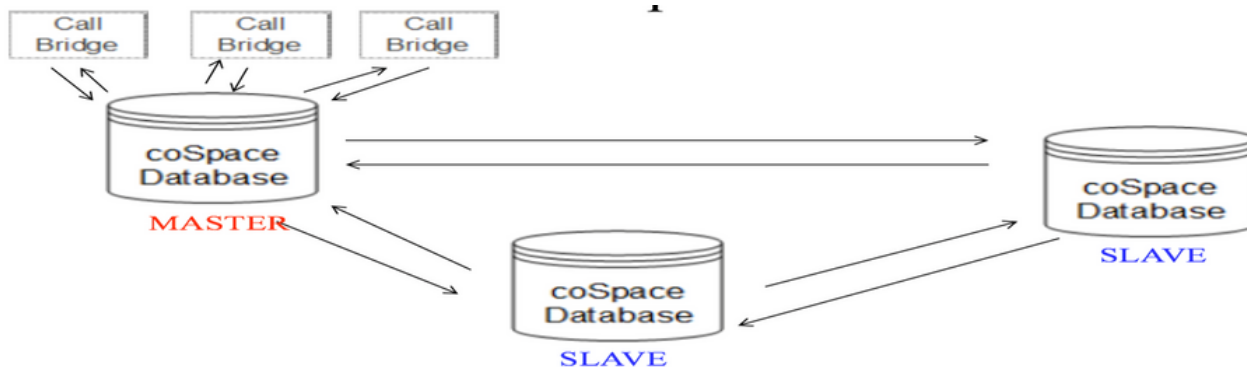 Call
Bridge
Call
Bridge
Call
Bridge
coSpace
Database
MASTER
coSpace
Database
SLAVE
coSpace
Database
SLAVE